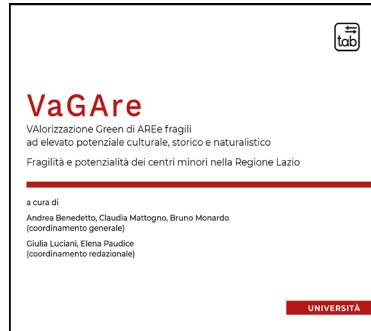 tab
VaGAre
VAlorizzazione Green di AREe fragili
ad elevato potenziale culturale, storico e naturalistico
Fragilità e potenzialità dei centri minori nella Regione Lazio
a cura di
Andrea Benedetto, Claudia Mattogno, Bruno Monardo
(coordinamento generale)
Giulia Luciani, Elena Paudice
(coordinamento redazionale)
UNIVERSITÀ